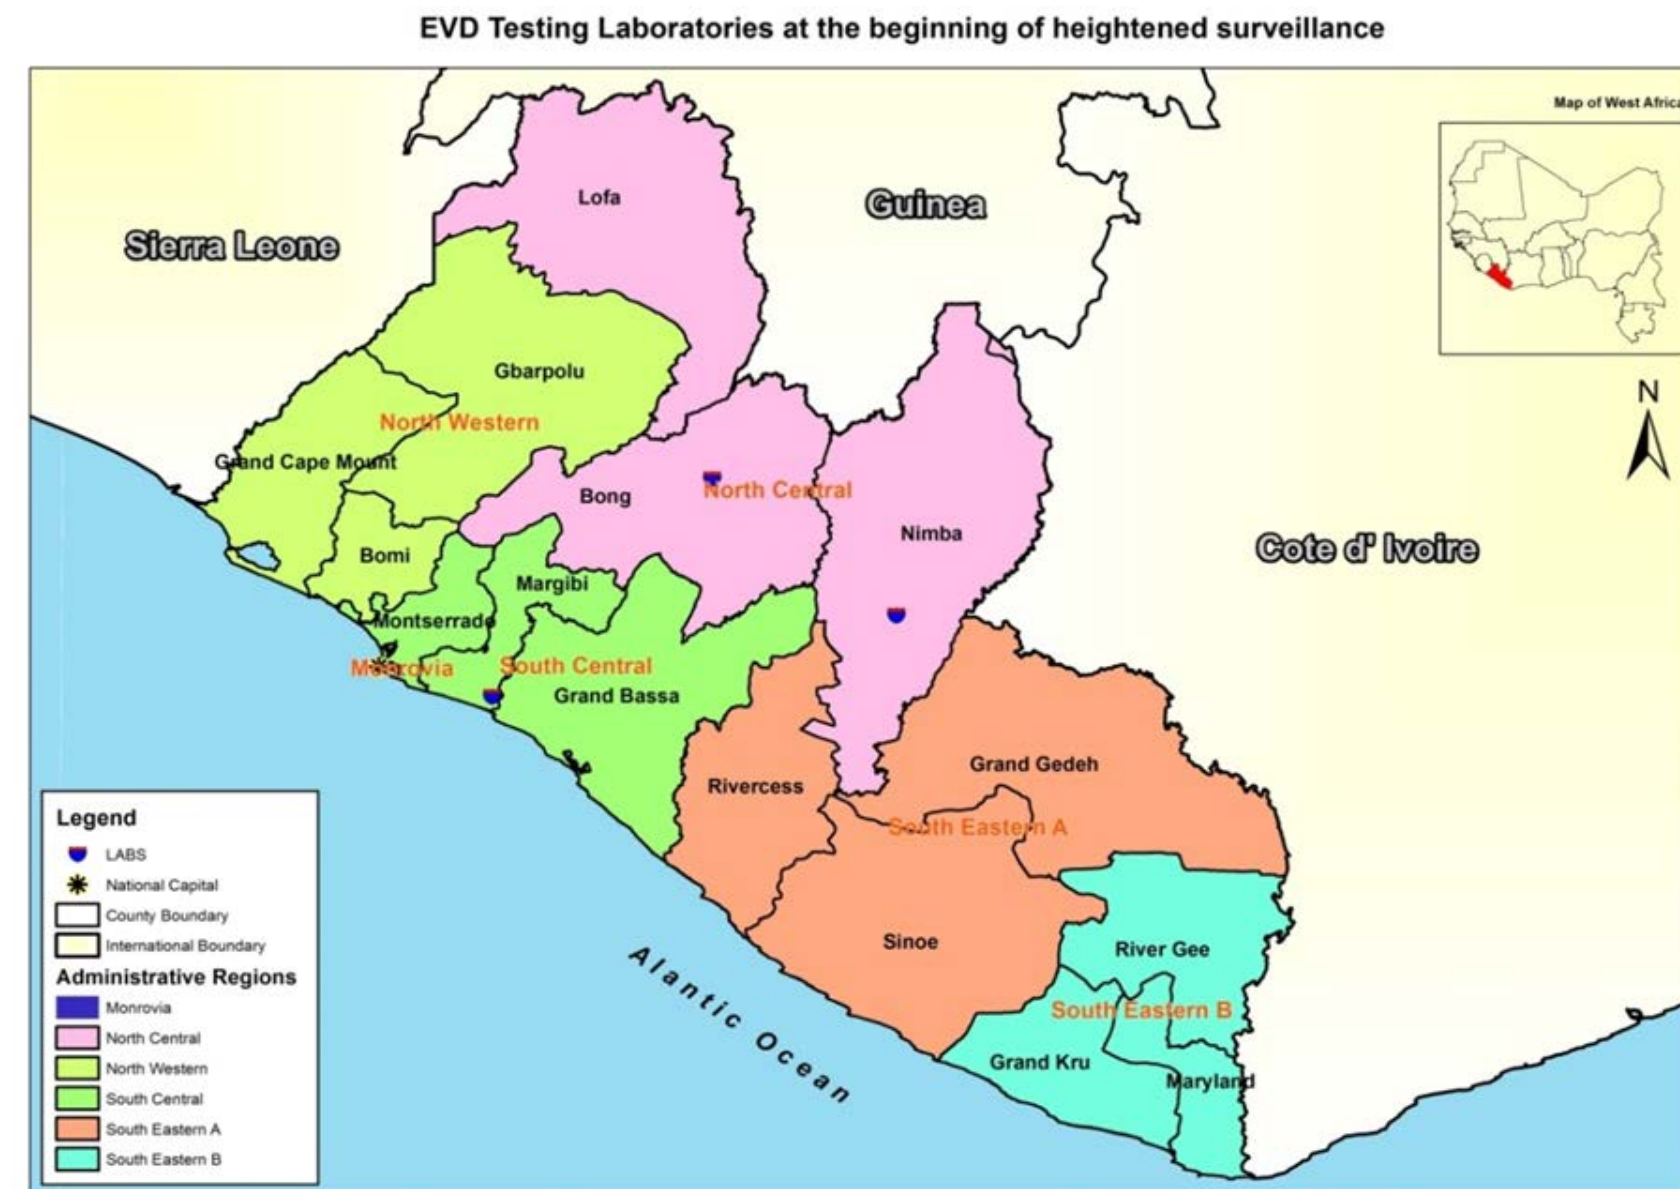 EVD Testing Laboratories at the beginning of heightened surveillance
Map of West Africa
Lofa
Guinea
Sierra Leone
Gbarpolu
N
North Western
Grand Cape Mount
Bong
North Central
Nimba
Cote d' Ivoire
Bomi
Margibi
Montserrado
Monrovia
South Central
Grand Bassa
Grand Gedeh
Rivercess
South Eastern A
Sinoe
River Gee
South Eastern B
Grand Kru
Maryland
Alantic Ocean
Legend
LABS
National Capital
County Boundary
International Boundary
Administrative Regions
Monrovia
North Central
North Western
South Central
South Eastern A
South Eastern B